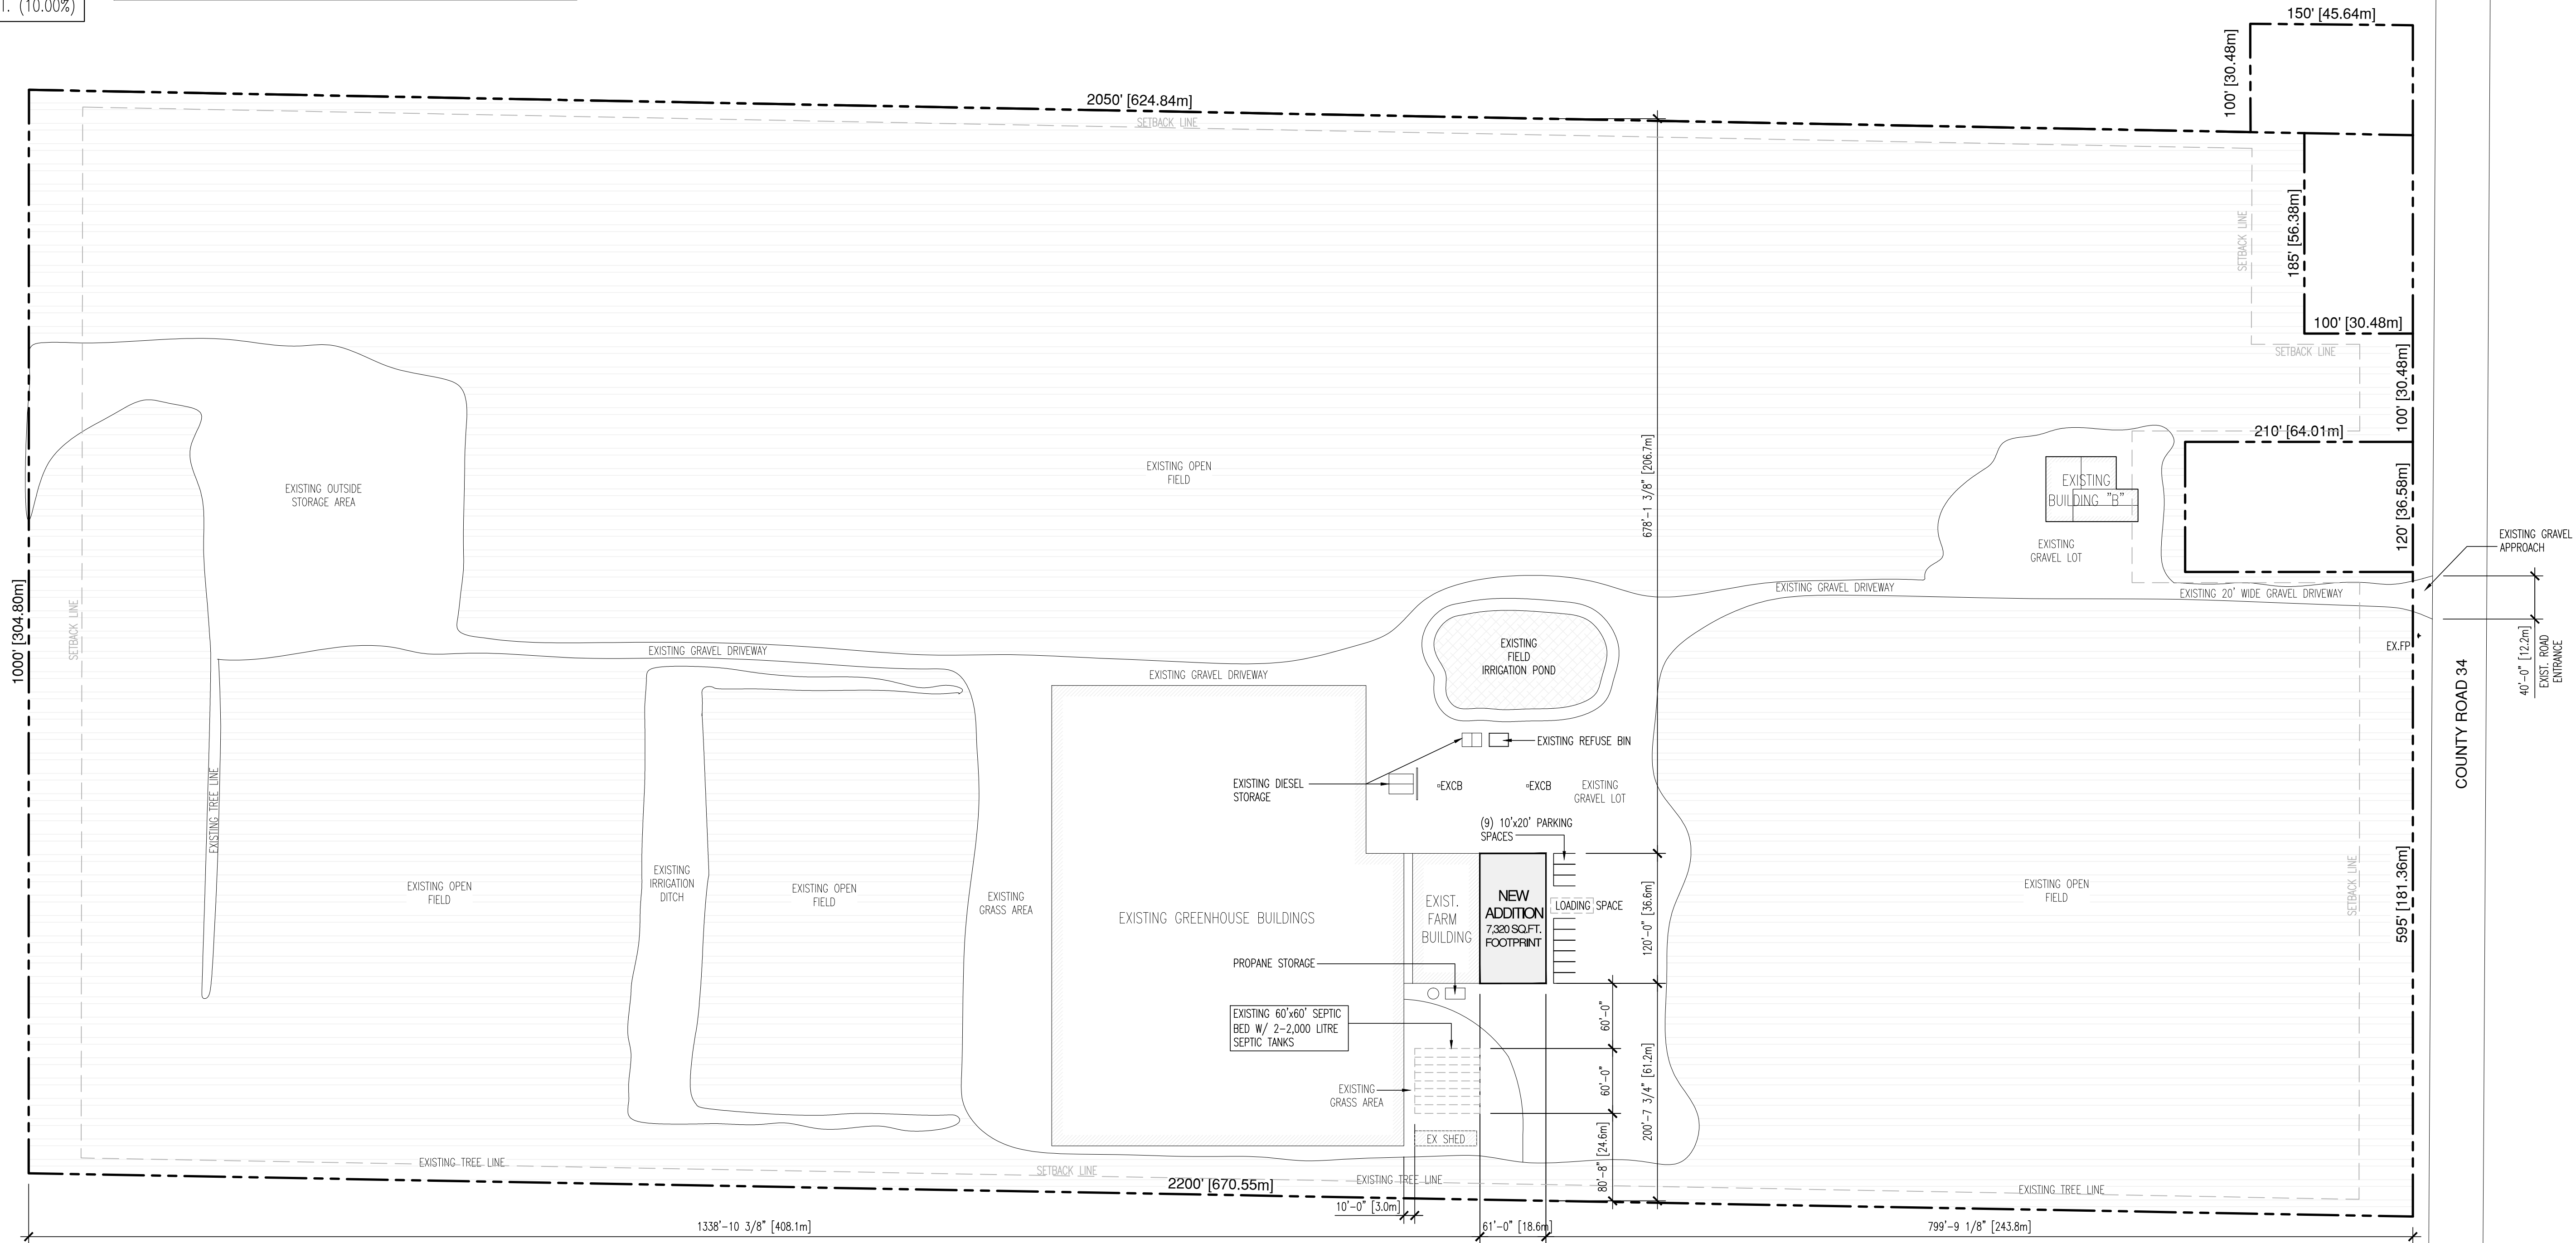 T. (10.00%)
150' [45.64m]
100' [30.48m]
2050' [624.84m]
SETBACK LINE
185' [56.38m]
SETBACK LINE
100' [30.48m]
SETBACK LINE
100' [30.48m]
210' [64.01m]
120' [36.58m]
678'-1 3/8" [206.7m]
EXISTING OPEN
FIELD
EXISTING OUTSIDE
STORAGE AREA
EXISTING
BUILDING "B"
EXISTING
GRAVEL LOT
EXISTING GRAVEL
APPROACH
EXISTING GRAVEL DRIVEWAY
EXISTING 20' WIDE GRAVEL DRIVEWAY
1000' [304.80m]
SETBACK LINE
EXISTING GRAVEL DRIVEWAY
EXISTING GRAVEL DRIVEWAY
EXISTING
FIELD
IRRIGATION POND
EX.FP
40'-0" [12.2m]
EXIST. ROAD
ENTRANCE
COUNTY ROAD 34
EXISTING REFUSE BIN
EXISTING DIESEL
STORAGE
EXCB
EXCB
EXISTING
GRAVEL LOT
EXISTING TREE LINE
(9) 10'x20' PARKING
SPACES
EXISTING OPEN
FIELD
EXISTING
IRRIGATION
DITCH
EXISTING OPEN
FIELD
EXISTING
GRASS AREA
EXISTING GREENHOUSE BUILDINGS
EXIST.
FARM
BUILDING
NEW
ADDITION
7,320 SQ.FT.
FOOTPRINT
LOADING SPACE
120'-0" [36.6m]
EXISTING OPEN
FIELD
SETBACK LINE
595' [181.36m]
PROPANE STORAGE
EXISTING 60'x60' SEPTIC
BED W/ 2-2,000 LITRE
SEPTIC TANKS
60'-0"
60'-0"
200'-7 3/4" [61.2m]
EXISTING
GRASS AREA
EX SHED
80'-8" [24.6m]
EXISTING TREE LINE
SETBACK LINE
EXISTING TREE LINE
EXISTING TREE LINE
2200' [670.55m]
10'-0" [3.0m]
1338'-10 3/8" [408.1m]
61'-0" [18.6m]
799'-9 1/8" [243.8m]